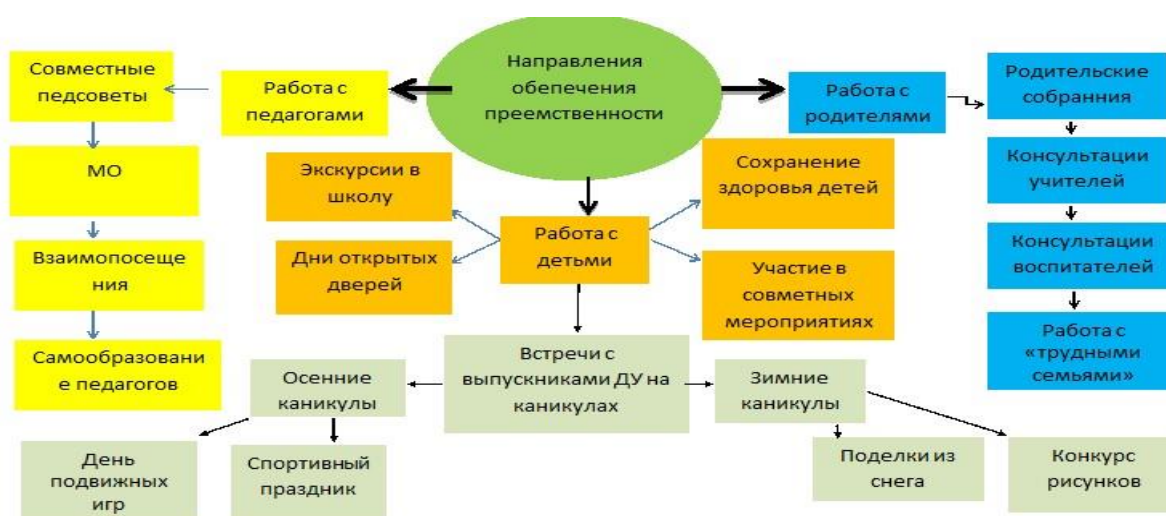 Направления
обепечения
преемственности
Работа с
педагогами
Совместные
педсоветы
МО
Взаимопосеще
ния
Самообразовани
е педагогов
Работа с
родителями
Родительские
собранния
Консультации
учителей
Консультации
воспитателей
Работа с
«трудными
семьями»
Работа с
детьми
Экскурсии в
школу
Дни открытых
дверей
Сохранение
здоровья детей
Участие в
совметных
мероприятиях
Встречи с
выпускниками ДУ на
каникулах
Осенние
каникулы
День
подвижных
игр
Спортивный
праздник
Зимние
каникулы
Поделки из
снега
Конкурс
рисунков